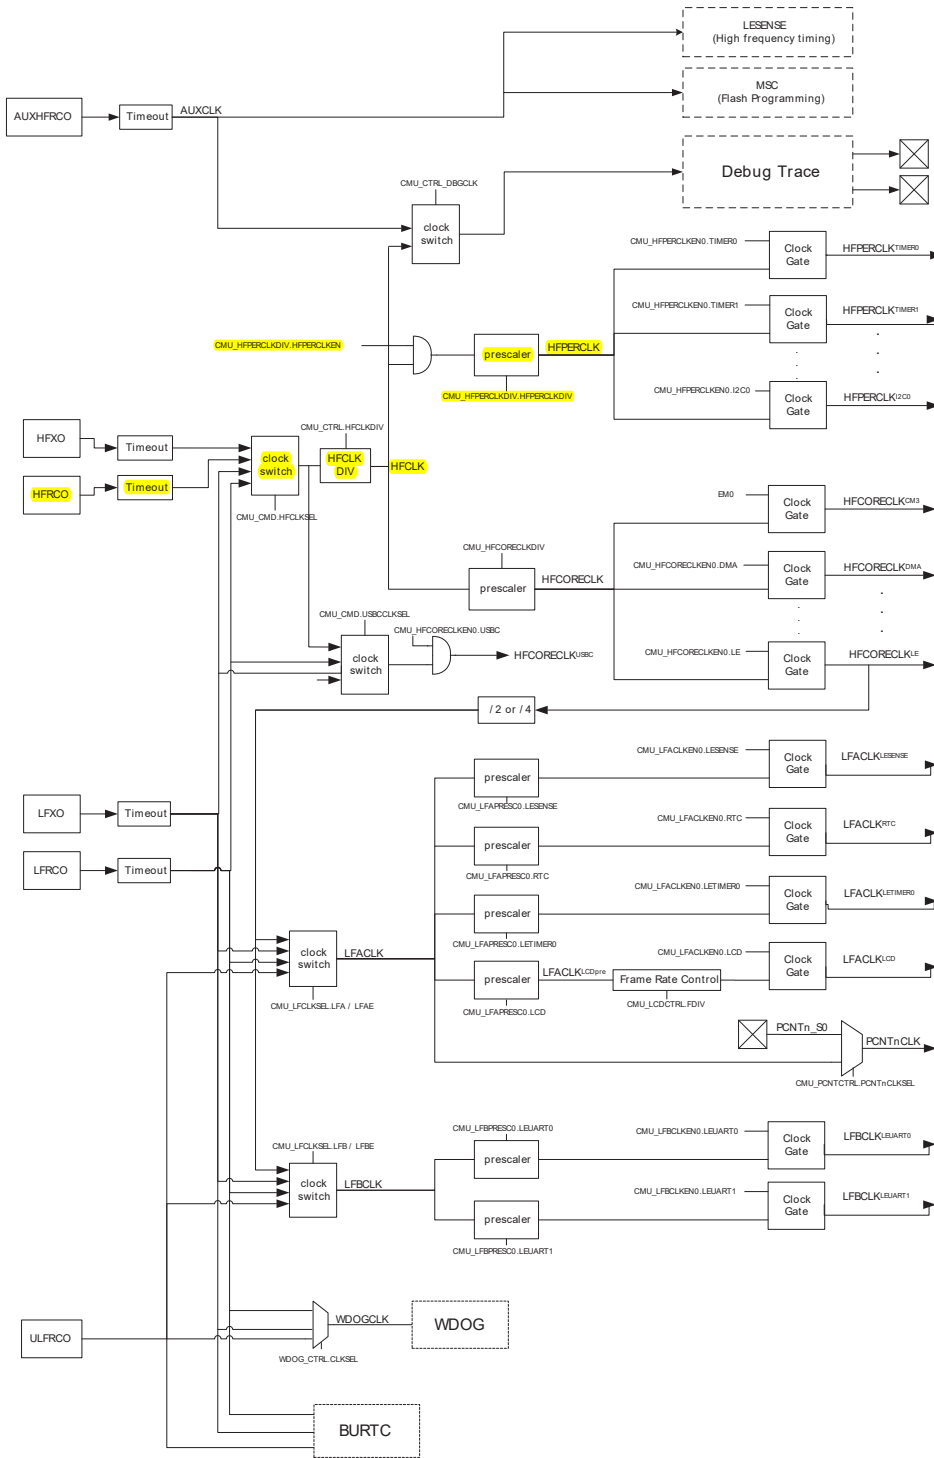 LESENSE
(High frequency timing)
MSC
(Flash Programming)
AUXHFRCO
Timeout
AUXCLK
Debug Trace
CMU_CTRL_DBGCLK
clock
switch
CMU_HFPERCLKEN0.TIMER0
Clock
Gate
HFPERCLKTIMER0
CMU_HFPERCLKEN0.TIMER1
Clock
Gate
HFPERCLKTIMER1
CMU_HFPERCLKDIV.HFPERCLKEN
prescaler
HFPERCLK
CMU_HFPERCLKDIV.HFPERCLKDIV
CMU_HFPERCLKEN0.I2C0
Clock
Gate
HFPERCLKI2C0
HFXO
Timeout
CMU_CTRL.HFCLKDIV
clock
switch
HFCLK
DIV
HFCLK
HFRCO
Timeout
CMU_CMD.HFCLKSEL
EM0
Clock
Gate
HFCORECLKCM3
CMU_HFCORECLKDIV
prescaler
HFCORECLK
CMU_HFCORECLKEN0.DMA
Clock
Gate
HFCORECLKDMA
CMU_CMD.USBCCLKSEL
CMU_HFCORECLKEN0.USBC
clock
switch
HFCORECLKUSBC
CMU_HFCORECLKEN0.LE
Clock
Gate
HFCORECLKLE
/ 2 or / 4
CMU_LFACLKEN0.LESENSE
Clock
Gate
LFACLKLESENSE
prescaler
CMU_LFAPRESC0.LESENSE
LFXO
Timeout
CMU_LFACLKEN0.RTC
Clock
Gate
LFACLKRTC
prescaler
CMU_LFAPRESC0.RTC
LFRCO
Timeout
CMU_LFACLKEN0.LETIMER0
Clock
Gate
LFACLKLETIMER0
prescaler
CMU_LFAPRESC0.LETIMER0
clock
switch
LFACLK
CMU_LFCLKSEL.LFA / LFAE
CMU_LFACLKEN0.LCD
Clock
Gate
LFACLKLCD
prescaler
LFACLKLCDpre
Frame Rate Control
CMU_LFAPRESC0.LCD
CMU_LCDCTRL.FDIV
PCNTn_S0
PCNTnCLK
CMU_PCNTCTRL.PCNTnCLKSEL
CMU_LFBPRESC0.LEUART0
CMU_LFBCLKEN0.LEUART0
Clock
Gate
LFBCLKLEUART0
CMU_LFCLKSEL.LFB / LFBE
prescaler
clock
switch
LFBCLK
CMU_LFBCLKEN0.LEUART1
Clock
Gate
LFBCLKLEUART1
prescaler
CMU_LFBPRESC0.LEUART1
ULFRCO
WDOGCLK
WDOG
WDOG_CTRL.CLKSEL
BURTC